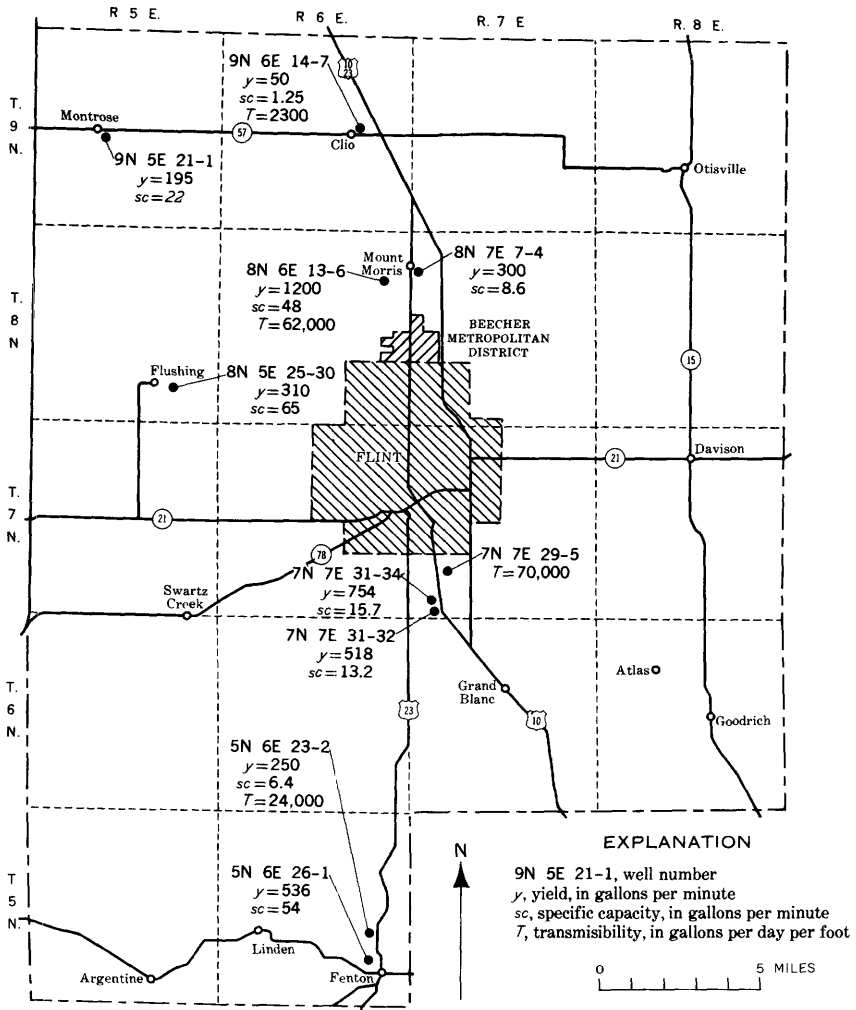 R 5 E.
R 6 E.
R. 7 E
R. 8 E.
T.
9
N.
T.
8
N
T.
7
N.
T.
6
N.
T
5
N.
10
23
9N 6E 14-7
y=50
sc=1.25
T=2300
Montrose
57
Clio
9N 5E 21-1
y=195
sc=22
Otisville
Mount
Morris
8N 7E 7-4
y=300
sc=8.6
8N 6E 13-6
y=1200
sc=48
T=62,000
BEECHER
METROPOLITAN
DISTRICT
15
Flushing
8N 5E 25-30
y=310
sc=65
FLINT
21
Davison
21
78
7N 7E 29-5
T=70,000
7N 7E 31-34
y=754
sc=15.7
Swartz
Creek
7N 7E 31-32
y=518
sc=13.2
Grand
Blanc
Atlas
23
10
Goodrich
5N 6E 23-2
y=250
sc=6.4
T=24,000
5N 6E 26-1
y=536
sc=54
Linden
Argentine
Fenton
N
EXPLANATION
9N 5E 21-1, well number
y, yield, in gallons per minute
sc, specific capacity, in gallons per minute
T, transmisibility, in gallons per day per foot
0 5 MILES